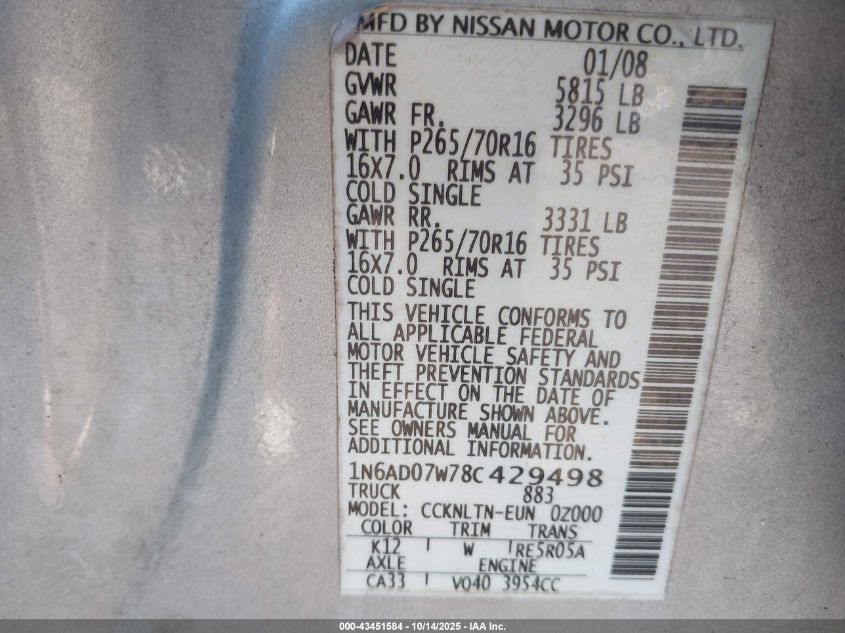 MFD BY NISSAN MOTOR CO., LTD.
DATE 01/08
GVWR 5815 LB
GAWR FR. 3296 LB
WITH P265/70R16 TIRES
16X7.0 RIMS AT 35 PSI
COLD SINGLE
GAWR RR. 3331 LB
WITH P265/70R16 TIRES
16X7.0 RIMS AT 35 PSI
COLD SINGLE
THIS VEHICLE CONFORMS TO
ALL APPLICABLE FEDERAL
MOTOR VEHICLE SAFETY AND
THEFT PREVENTION STANDARDS
IN EFFECT ON THE DATE OF
MANUFACTURE SHOWN ABOVE.
SEE OWNERS MANUAL FOR
ADDITIONAL INFORMATION.
1N6AD07W78C429498
TRUCK 883
MODEL: CCKNLTN-EUN 0Z000
COLOR TRIM TRANS
K12 W RE5R05A
AXLE ENGINE
CA33 VQ40 3954CC
000-43451584 - 10/14/2025 - IAA Inc.